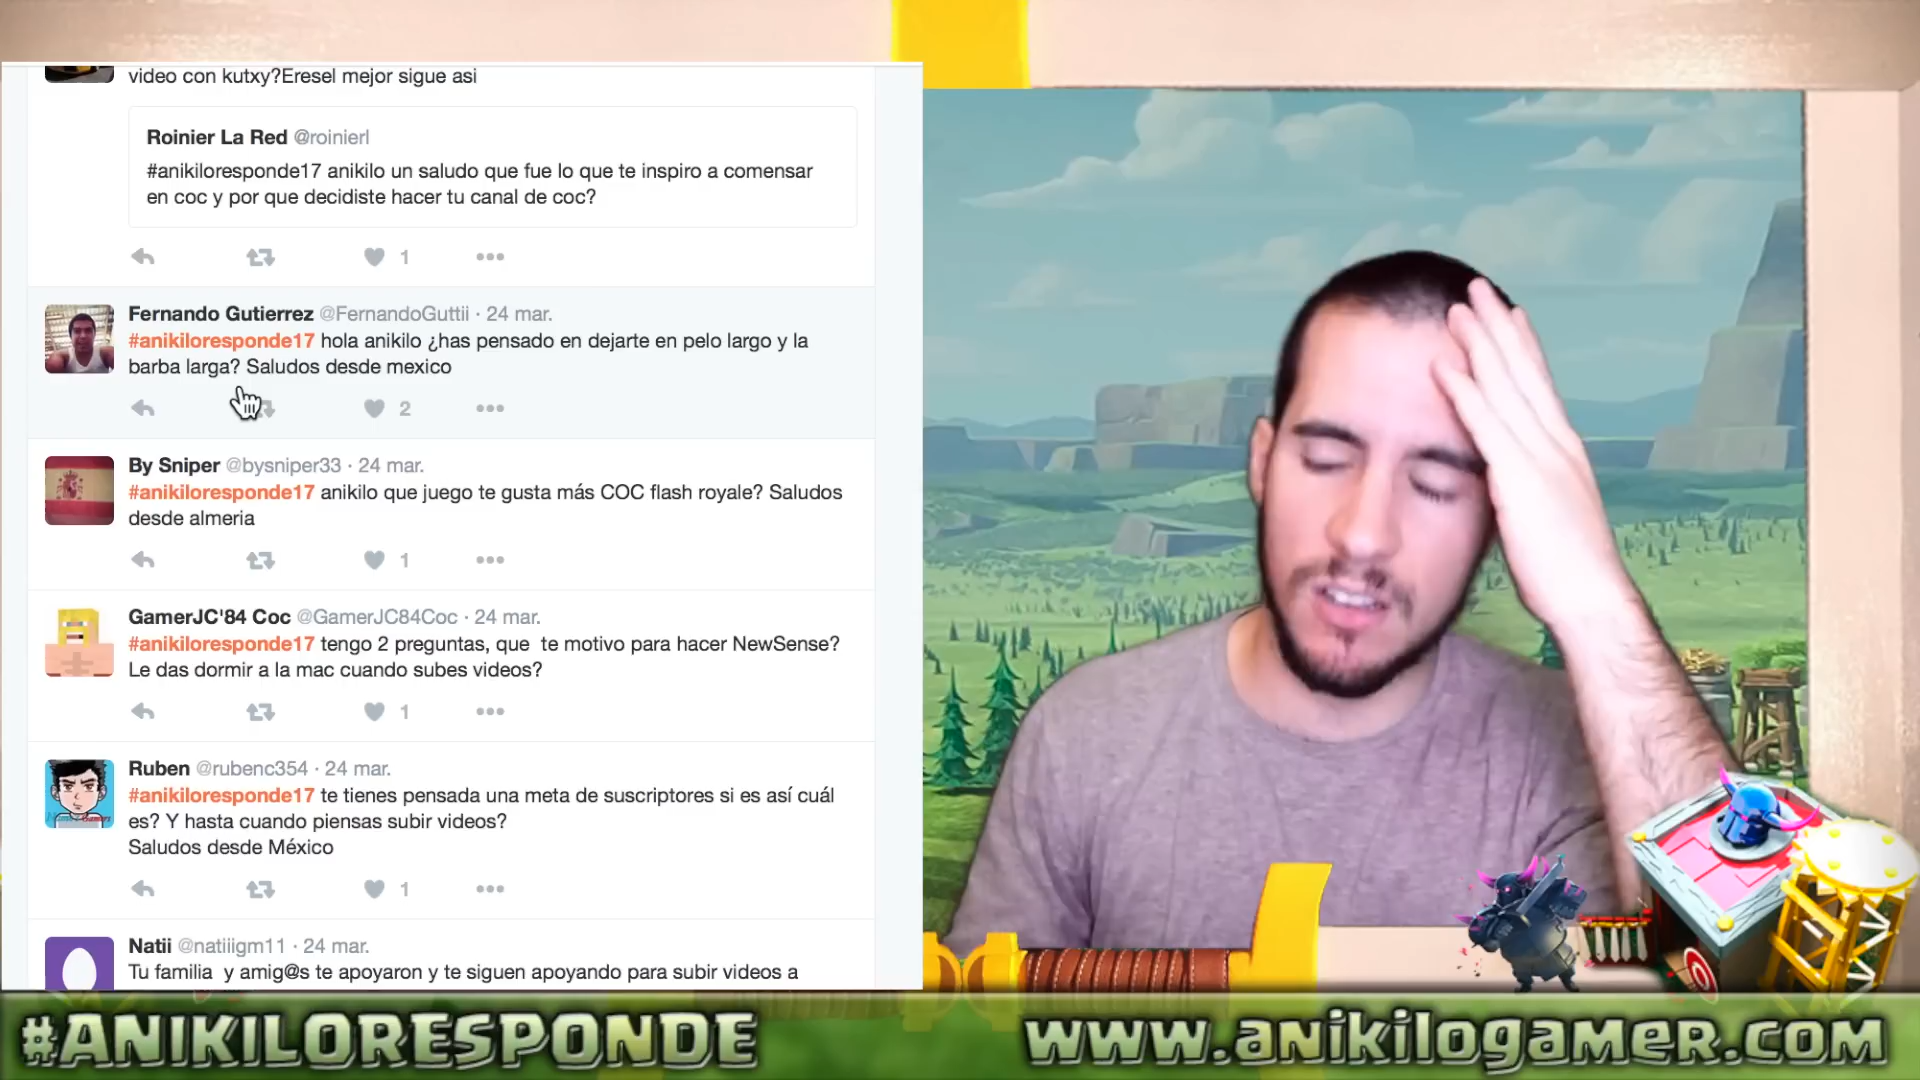 video con kutxy?Eresel mejor sigue asi
Roinier La Red @roinierl
#anikiloresponde17 anikilo un saludo que fue lo que te inspiro a comensar
en coc y por que decidiste hacer tu canal de coc?
1
Fernando Gutierrez @FernandoGuttii · 24 mar.
#anikiloresponde17 hola anikilo ¿has pensado en dejarte en pelo largo y la
barba larga? Saludos desde mexico
2
By Sniper @bysniper33 · 24 mar.
#anikiloresponde17 anikilo que juego te gusta más COC flash royale? Saludos
desde almeria
1
GamerJC'84 Coc @GamerJC84Coc · 24 mar.
#anikiloresponde17 tengo 2 preguntas, que te motivo para hacer NewSense?
Le das dormir a la mac cuando subes videos?
1
Ruben @rubenc354 · 24 mar.
#anikiloresponde17 te tienes pensada una meta de suscriptores si es así cuál
es? Y hasta cuando piensas subir videos?
Saludos desde México
1
Natii @natiiigm11 · 24 mar.
Tu familia y amig@s te apoyaron y te siguen apoyando para subir videos a
#ANIKILORESPONDE
www.anikilogamer.com